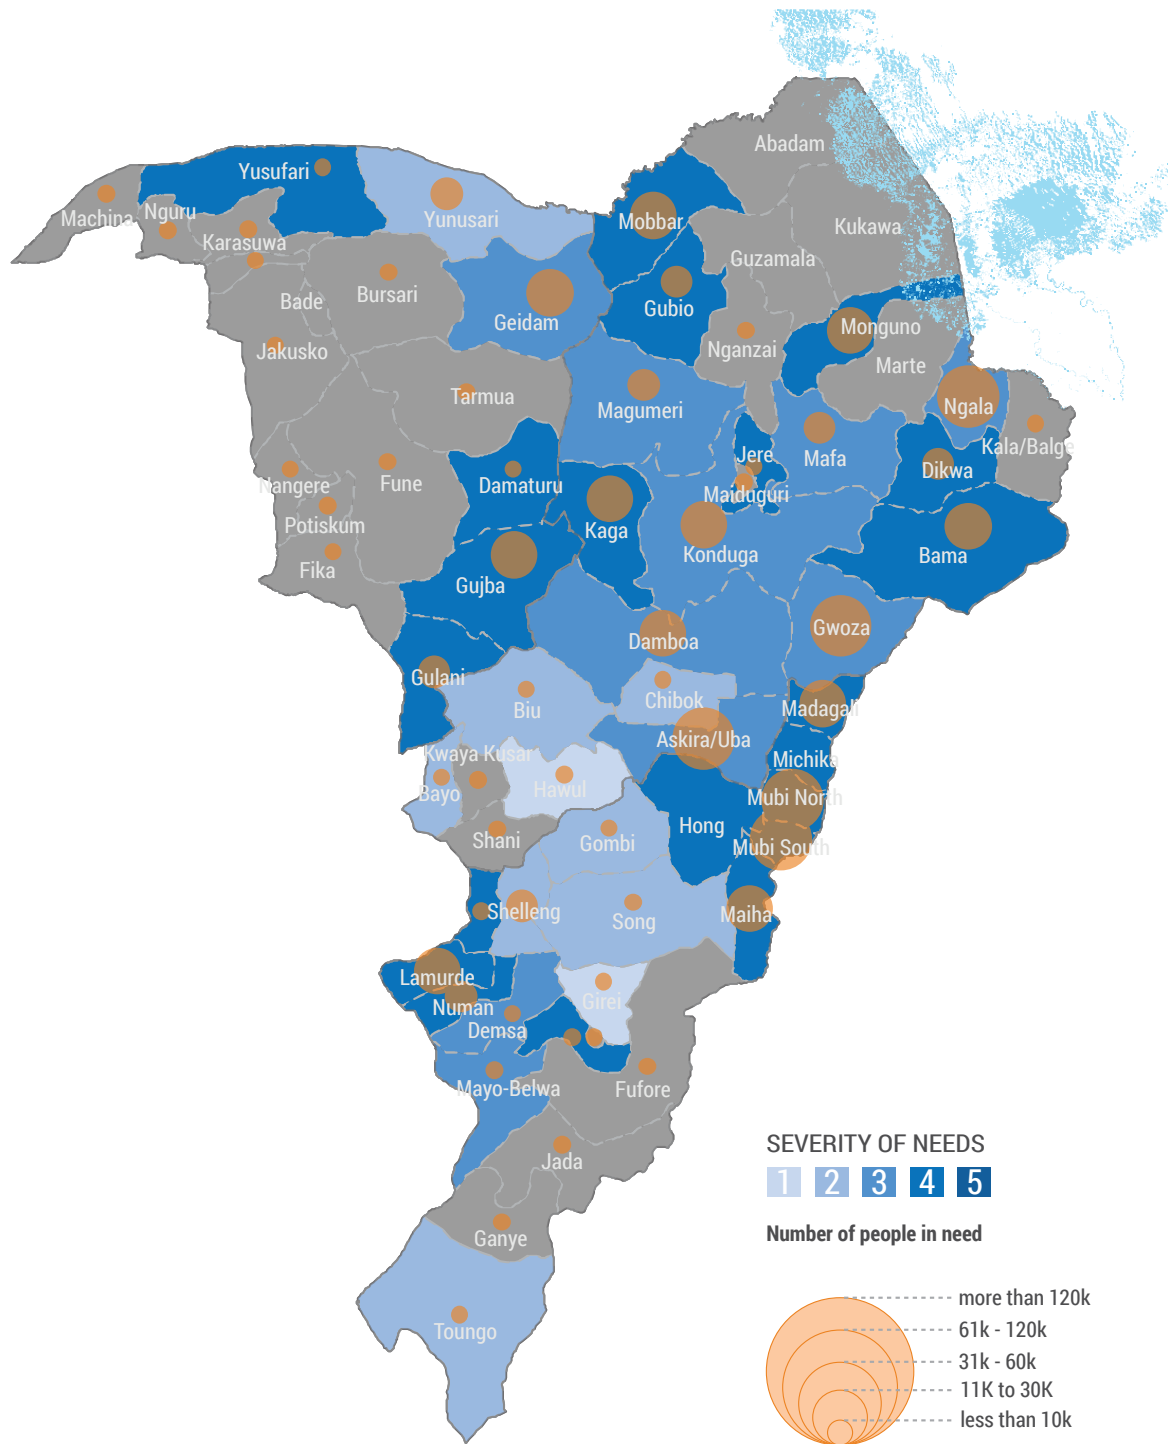 Abadam
Yusufari
Machina
Nguru
Yunusari
Mobbar
Kukawa
Karasuwa
Guzamala
Bursari
Bade
Gubio
Geidam
Monguno
Nganzai
Jakusko
Marte
Tarmua
Magumeri
Ngala
Kala/Balge
Jere
Mafa
Dikwa
Nangere
Fune
Damaturu
Maiduguri
Potiskum
Kaga
Konduga
Bama
Fika
Gujba
Gwoza
Damboa
Gulani
Chibok
Madagali
Biu
Askira/Uba
Kwaya Kusar
Michika
Bayo
Hawul
Mubi North
Hong
Shani
Gombi
Mubi South
Shelleng
Song
Maiha
Lamurde
Numan
Girei
Demsa
Mayo-Belwa
Fufore
Jada
Ganye
Toungo
SEVERITY OF NEEDS
1 2 3 4 5
Number of people in need
more than 120k
61k - 120k
31k - 60k
11K to 30K
less than 10k